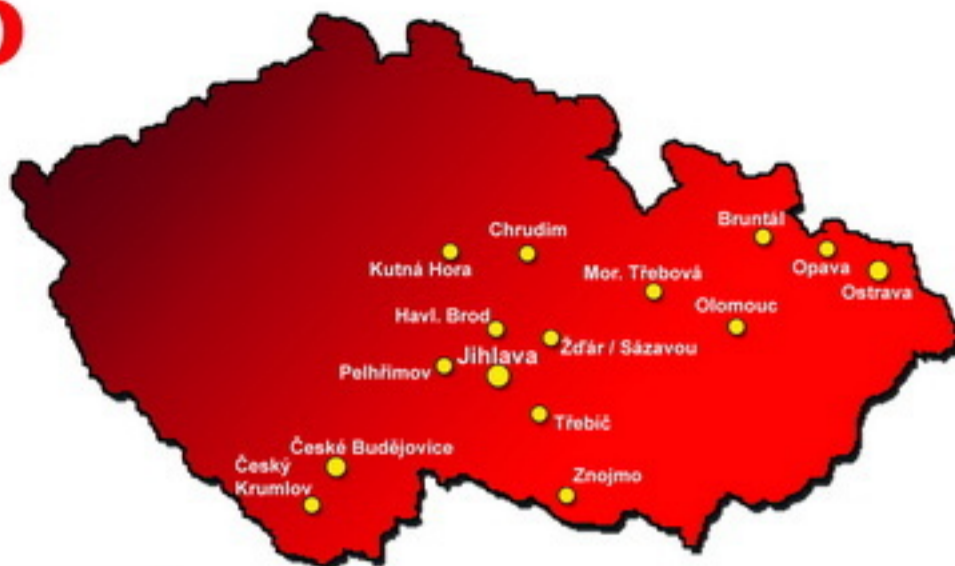 Bruntál
Chrudim
Opava
Kutná Hora
Mor. Třebová
Ostrava
Olomouc
Havl. Brod
Žďár / Sázavou
Jihlava
Pelhřimov
Třebíč
České Budějovice
Český
Krumlov
Znojmo